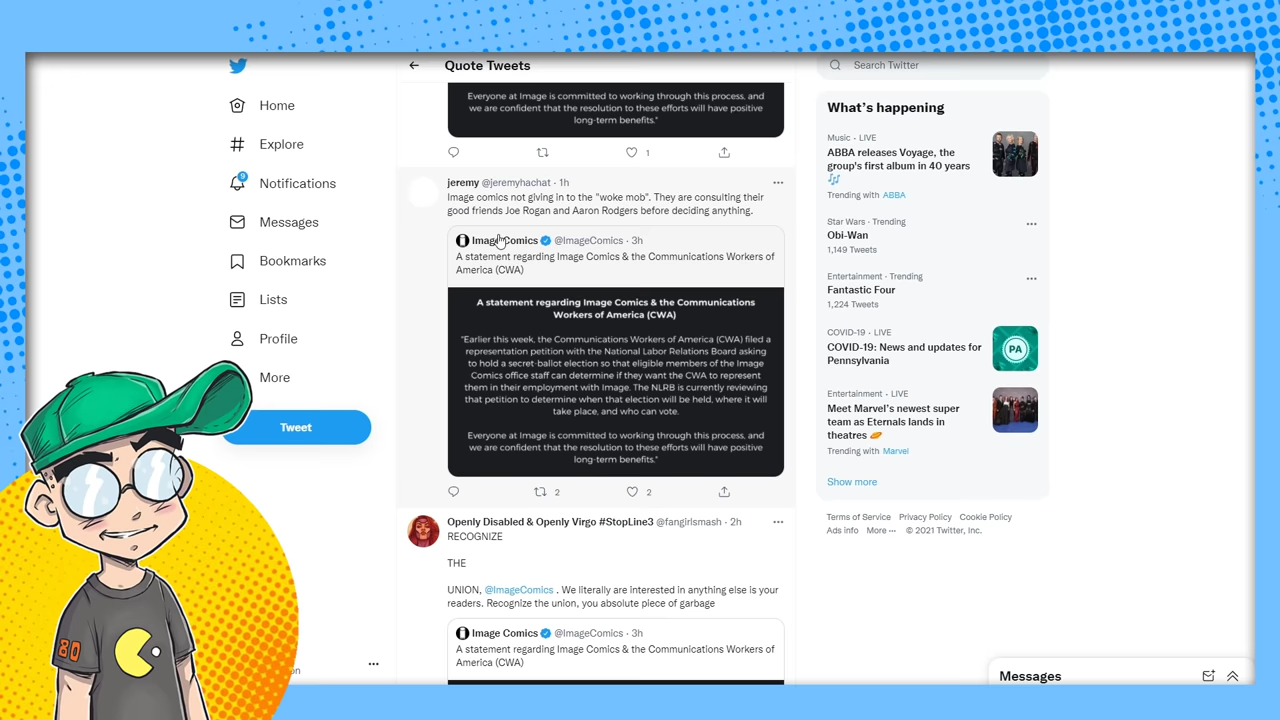 Home
Explore
9
Notifications
Messages
Bookmarks
Lists
Profile
More
Tweet
on
80
Quote Tweets
Everyone at Image is committed to working through this process, and
we are confident that the resolution to these efforts will have positive
long-term benefits."
1
jeremy @jeremyhachat · 1h
Image comics not giving in to the "woke mob". They are consulting their
good friends Joe Rogan and Aaron Rodgers before deciding anything.
Image Comics @ImageComics · 3h
A statement regarding Image Comics & the Communications Workers of
America (CWA)
A statement regarding Image Comics & the Communications
Workers of America (CWA)
"Earlier this week, the Communications Workers of America (CWA) filed a
representation petition with the National Labor Relations Board asking
to hold a secret-ballot election so that eligible members of the Image
Comics office staff can determine if they want the CWA to represent
them in their employment with Image. The NLRB is currently reviewing
that petition to determine when that election will be held, where it will
take place, and who can vote.
Everyone at Image is committed to working through this process, and
we are confident that the resolution to these efforts will have positive
long-term benefits."
2 2
Openly Disabled & Openly Virgo #StopLine3 @fangirlsmash · 2h
RECOGNIZE
THE
UNION, @ImageComics . We literally are interested in anything else is your
readers. Recognize the union, you absolute piece of garbage
Image Comics @ImageComics · 3h
A statement regarding Image Comics & the Communications Workers of
America (CWA)
Search Twitter
What's happening
Music · LIVE
ABBA releases Voyage, the
group's first album in 40 years
🎶
Trending with ABBA
Star Wars · Trending
Obi-Wan
1,149 Tweets
Entertainment · Trending
Fantastic Four
1,224 Tweets
COVID-19 · LIVE
COVID-19: News and updates for
Pennsylvania
PA
Entertainment · LIVE
Meet Marvel's newest super
team as Eternals lands in
theatres
Trending with Marvel
Show more
Terms of Service Privacy Policy Cookie Policy
Ads info More ··· © 2021 Twitter, Inc.
Messages